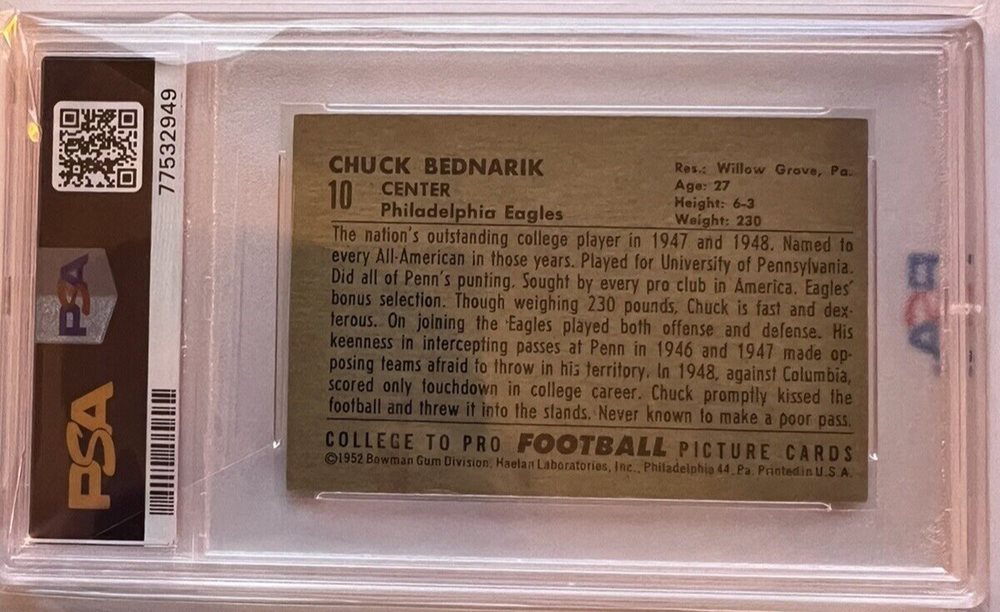 77532949
PSA
PSA
CHUCK BEDNARIK
10 CENTER
Philadelphia Eagles
Res.: Willow Grove, Pa.
Age: 27
Height: 6-3
Weight: 230
The nation's outstanding college player in 1947 and 1948. Named to
every All-American in those years. Played for University of Pennsylvania.
Did all of Penn's punting. Sought by every pro club in America. Eagles'
bonus selection. Though weighing 230 pounds, Chuck is fast and dex-
terous. On joining the Eagles played both offense and defense. His
keenness in intercepting passes at Penn in 1946 and 1947 made op-
posing teams afraid to throw in his territory. In 1948, against Columbia,
scored only touchdown in college career. Chuck promptly kissed the
football and threw it into the stands. Never known to make a poor pass.
COLLEGE TO PRO FOOTBALL PICTURE CARDS
©1952 Bowman Gum Division, Haelan Laboratories, Inc., Philadelphia 44, Pa. Printed in U.S.A.
PSA